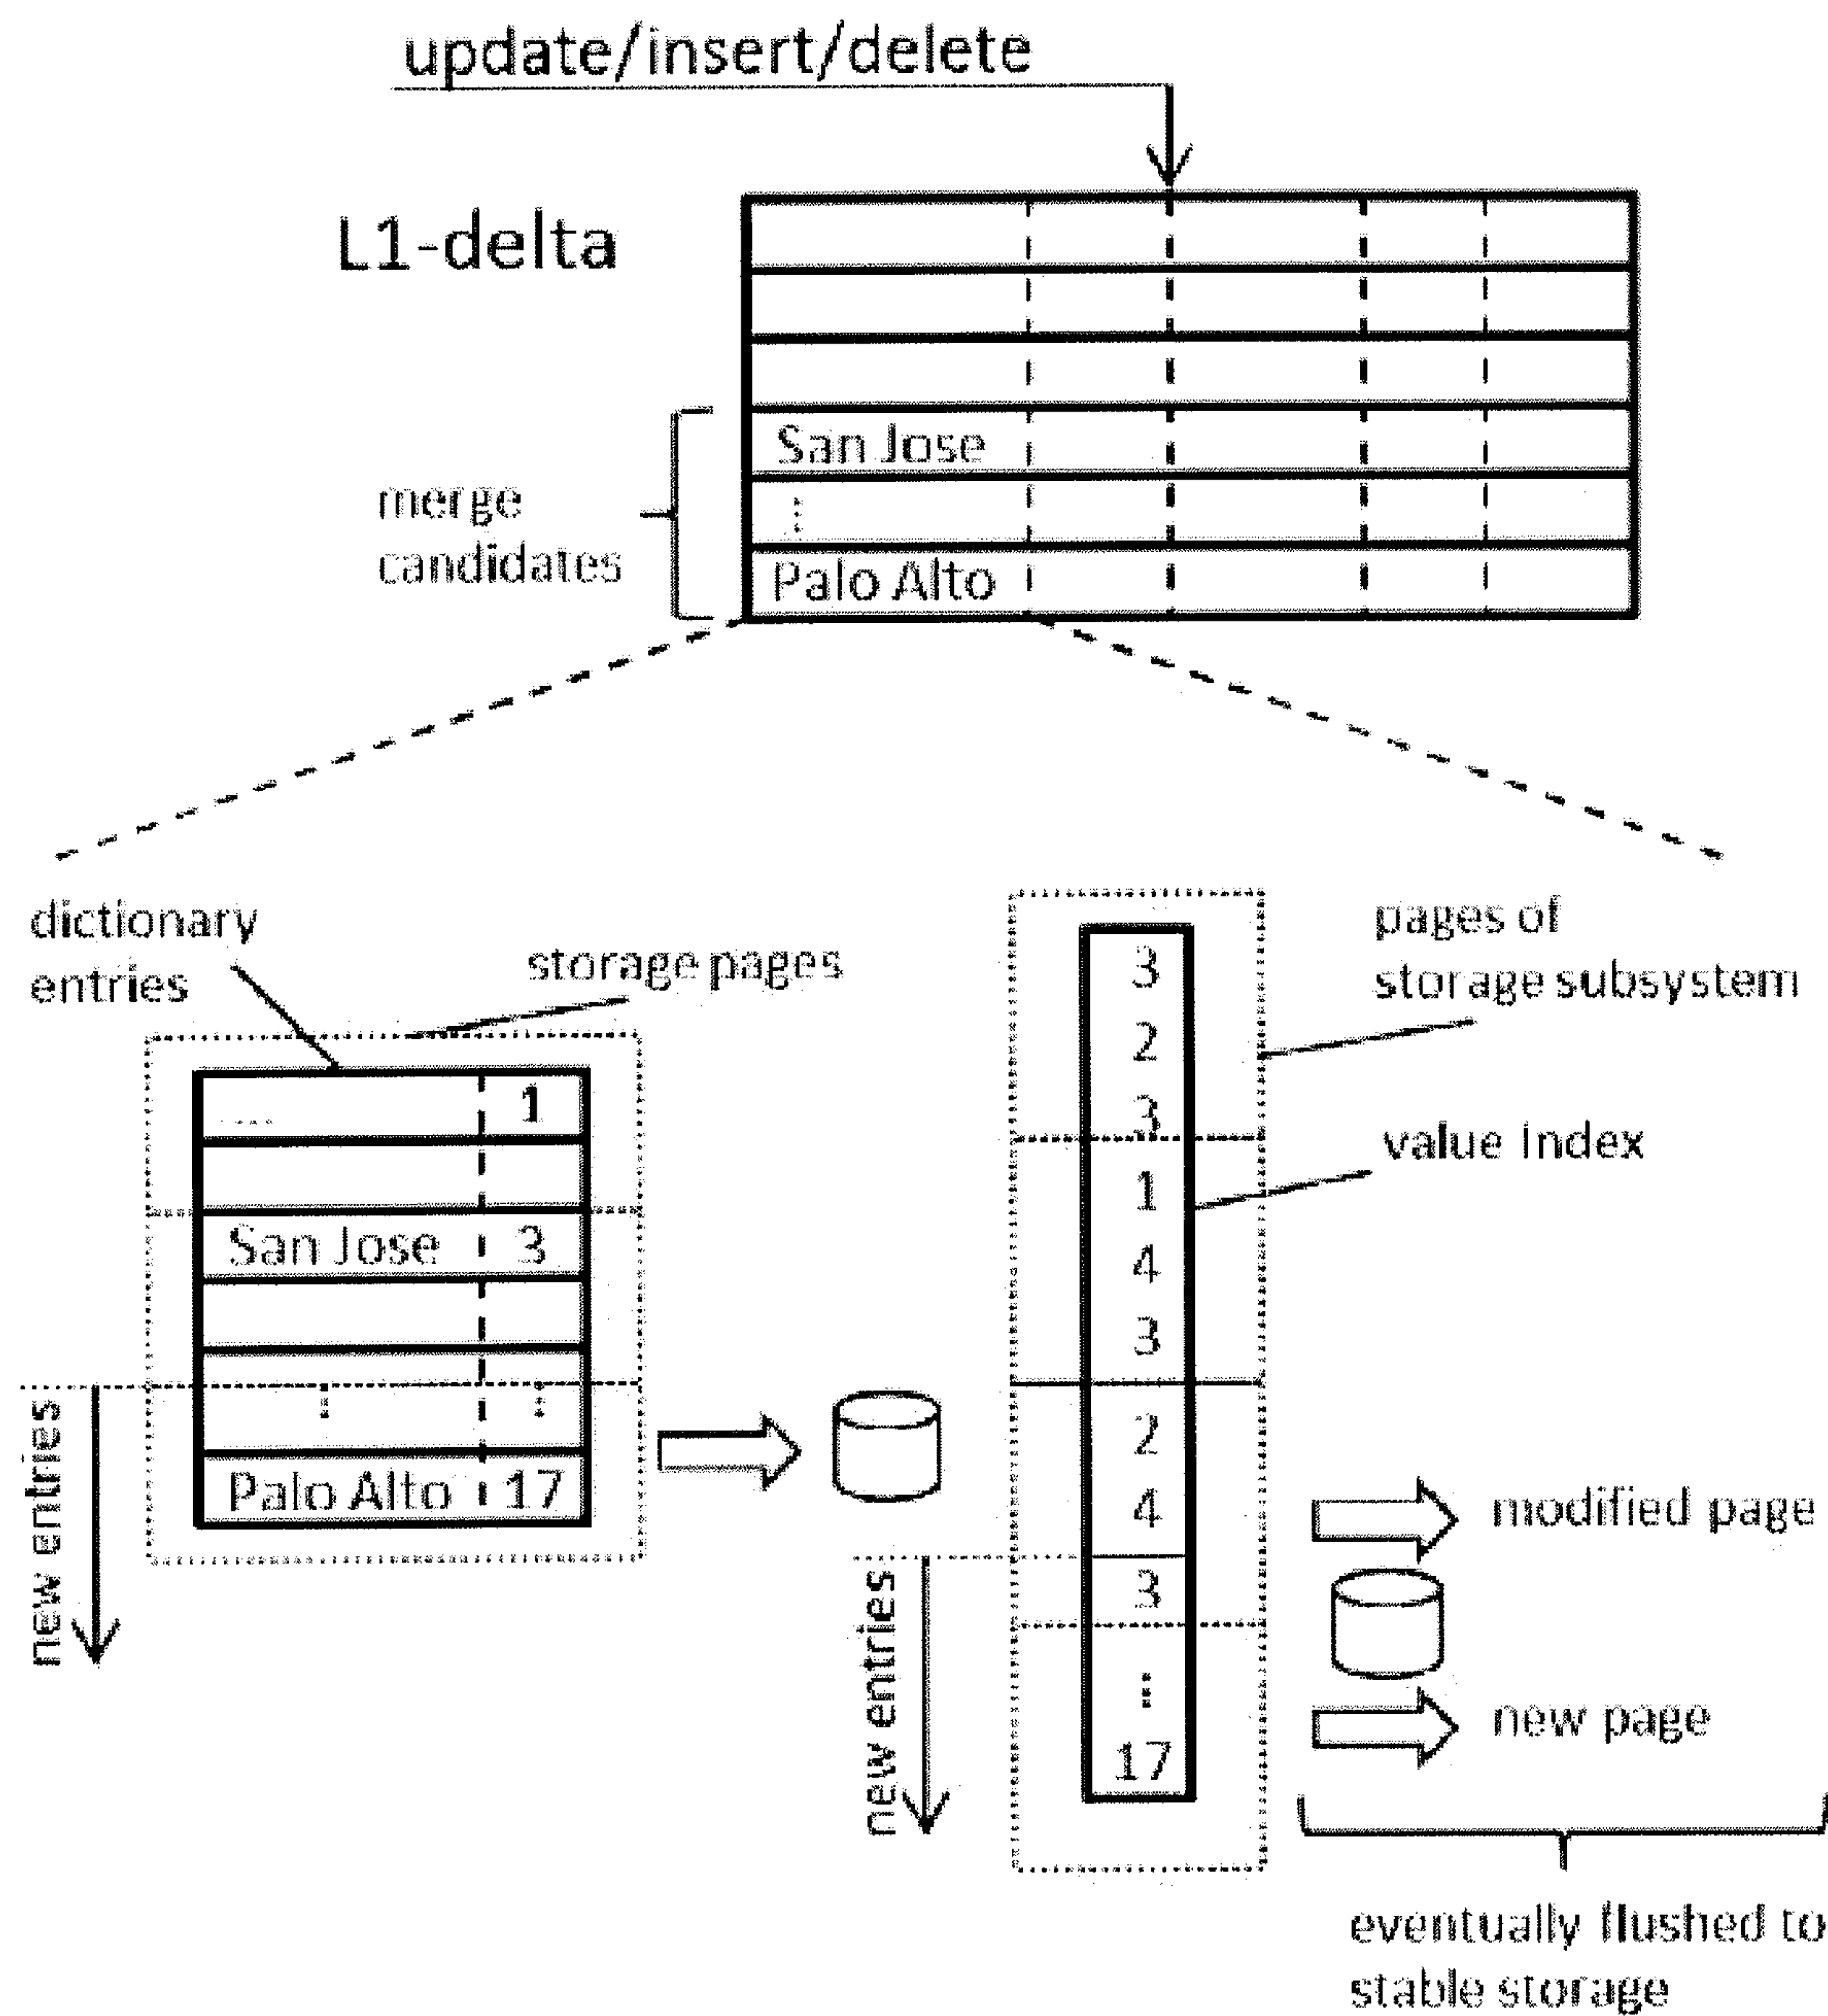 update/insert/delete
L1-delta
San Jose
⋮
merge
candidates
Palo Alto
dictionary
entries
storage pages
pages of
storage subsystem
.... 1
San Jose 3
⋮ ⋮
Palo Alto 17
new entries
3
2
3
1
4
3
2
4
3
⋮
17
value Index
new entries
modified page
new page
eventually flushed to
stable storage